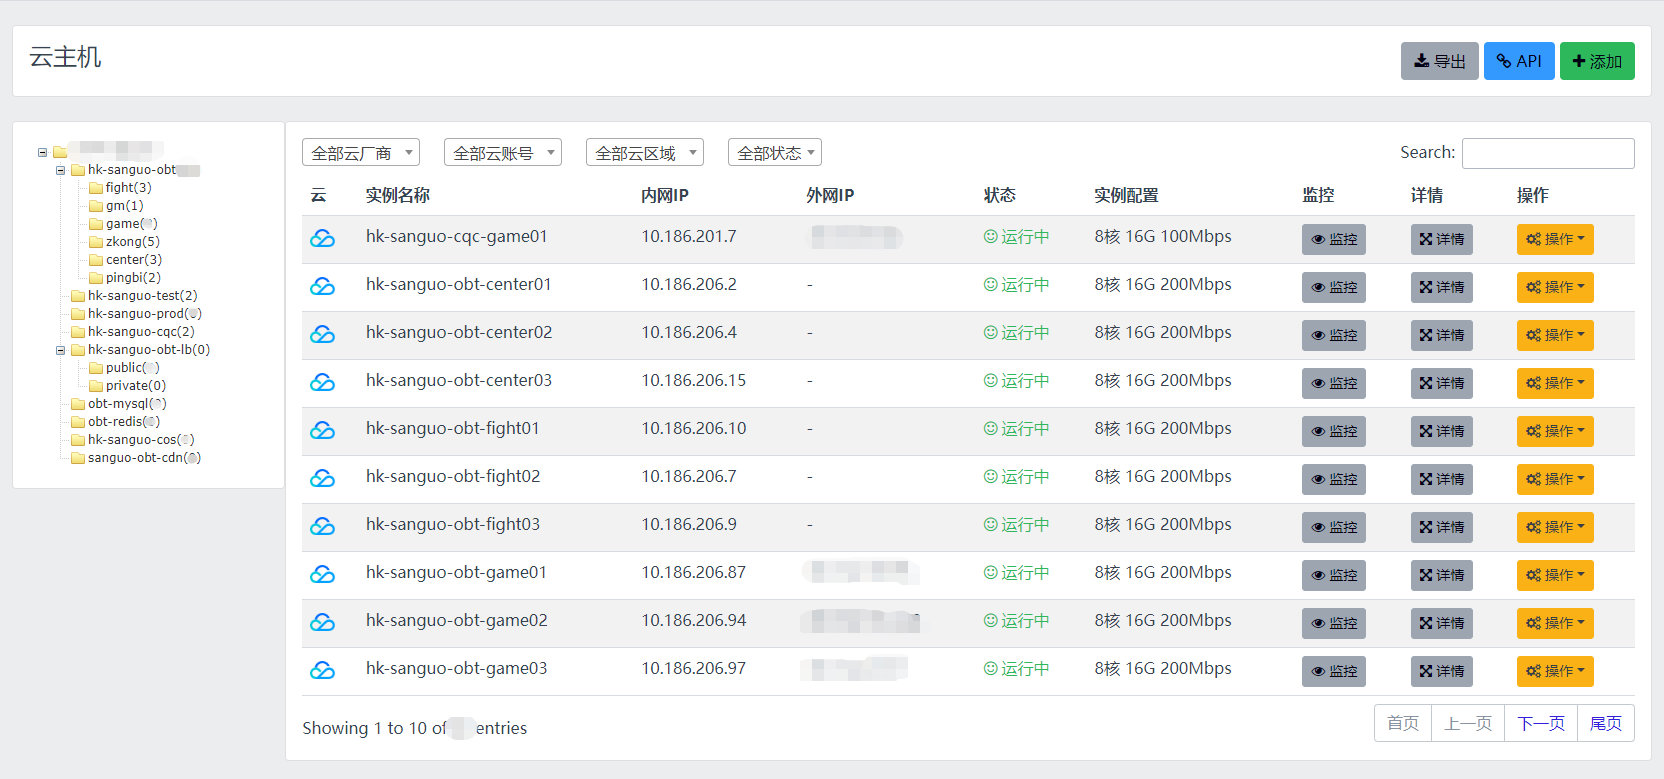 云主机
导出 API 添加
hk-sanguo-obt
fight(3)
gm(1)
game( )
zkong(5)
center(3)
pingbi(2)
hk-sanguo-test(2)
hk-sanguo-prod( )
hk-sanguo-cqc(2)
hk-sanguo-obt-lb(0)
public( )
private(0)
obt-mysql( )
obt-redis( )
hk-sanguo-cos( )
sanguo-obt-cdn( )
全部云厂商 全部云账号 全部云区域 全部状态 Search:
云 实例名称 内网IP 外网IP 状态 实例配置 监控 详情 操作
hk-sanguo-cqc-game01 10.186.201.7 运行中 8核 16G 100Mbps 监控 详情 操作
hk-sanguo-obt-center01 10.186.206.2 - 运行中 8核 16G 200Mbps 监控 详情 操作
hk-sanguo-obt-center02 10.186.206.4 - 运行中 8核 16G 200Mbps 监控 详情 操作
hk-sanguo-obt-center03 10.186.206.15 - 运行中 8核 16G 200Mbps 监控 详情 操作
hk-sanguo-obt-fight01 10.186.206.10 - 运行中 8核 16G 200Mbps 监控 详情 操作
hk-sanguo-obt-fight02 10.186.206.7 - 运行中 8核 16G 200Mbps 监控 详情 操作
hk-sanguo-obt-fight03 10.186.206.9 - 运行中 8核 16G 200Mbps 监控 详情 操作
hk-sanguo-obt-game01 10.186.206.87 运行中 8核 16G 200Mbps 监控 详情 操作
hk-sanguo-obt-game02 10.186.206.94 运行中 8核 16G 200Mbps 监控 详情 操作
hk-sanguo-obt-game03 10.186.206.97 运行中 8核 16G 200Mbps 监控 详情 操作
Showing 1 to 10 of entries
首页 上一页 下一页 尾页